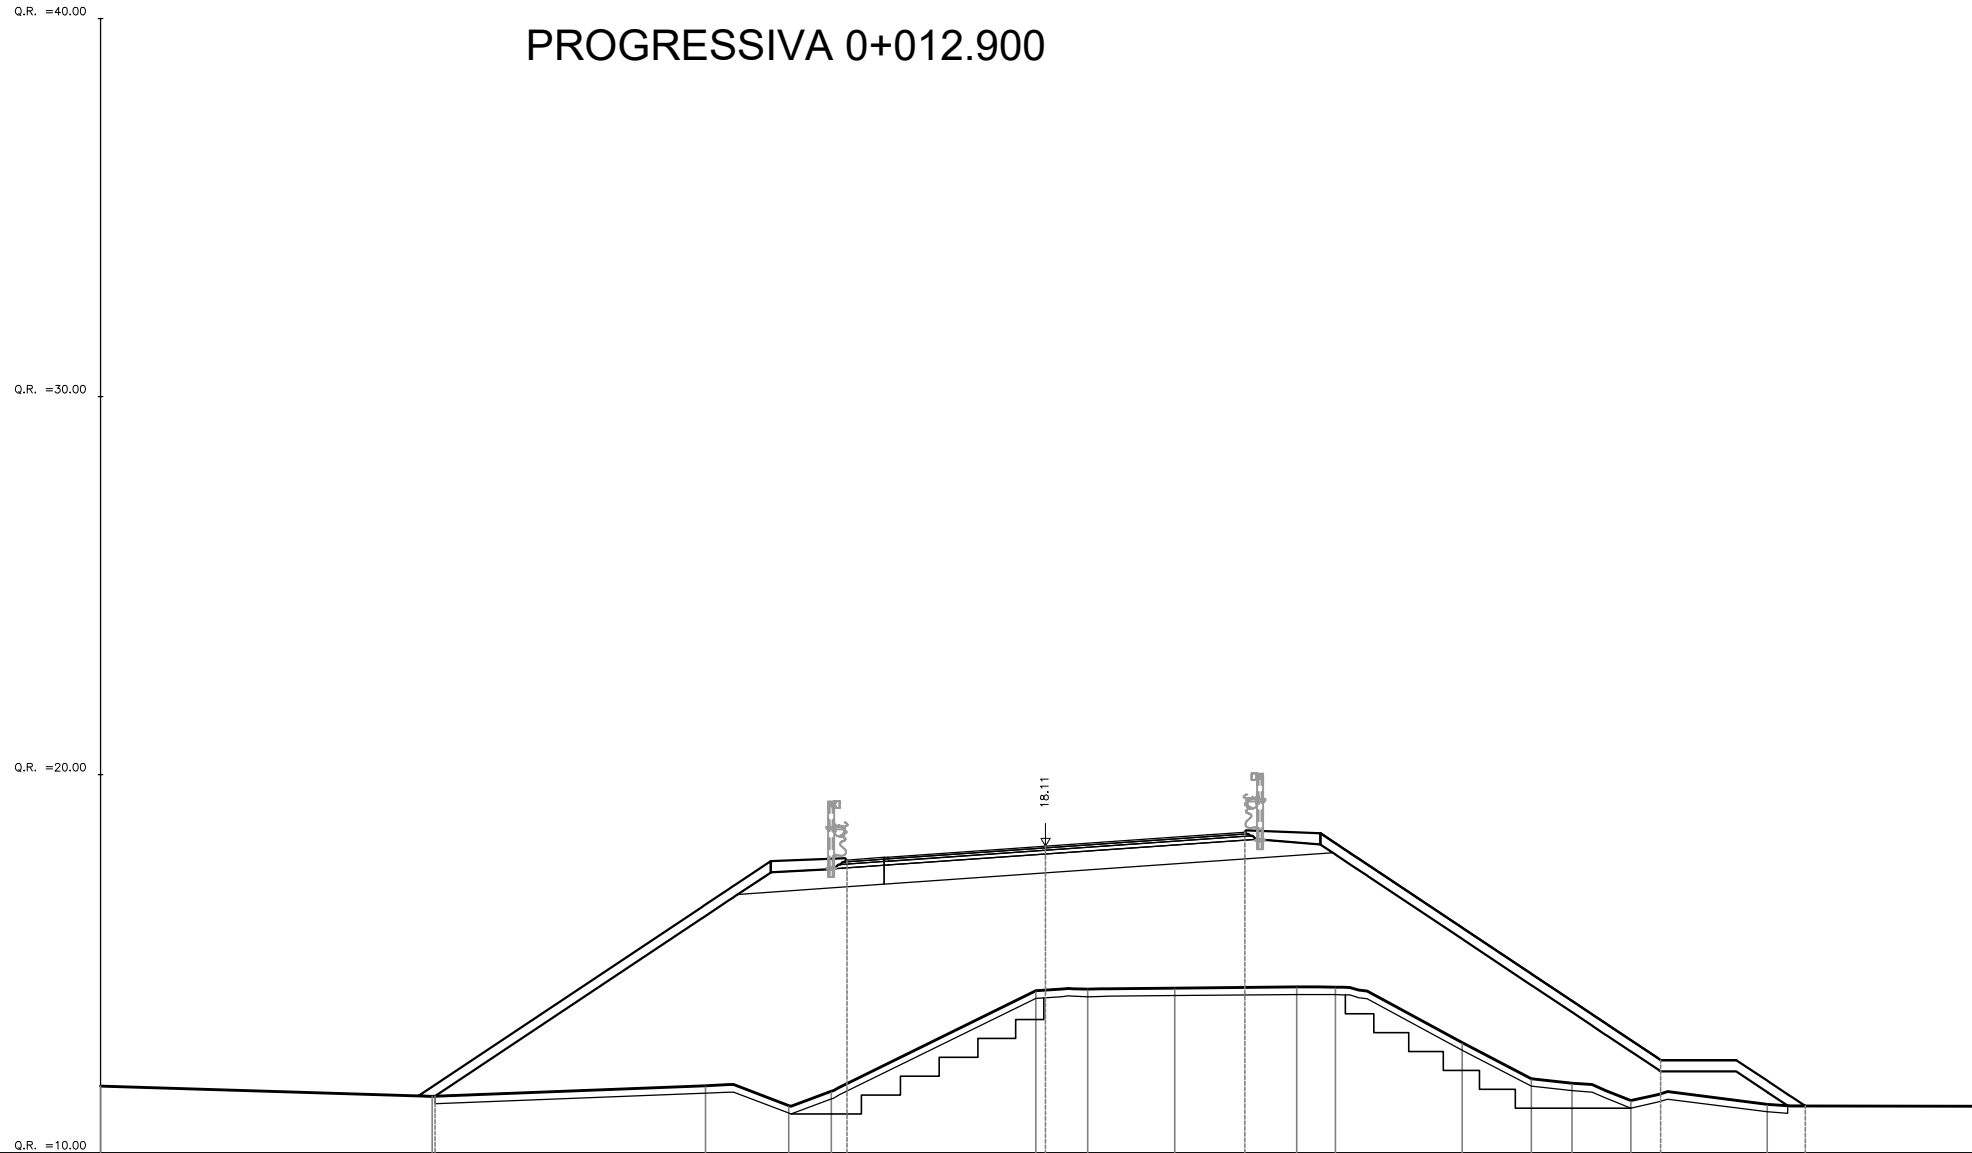 Q.R. =40.00
PROGRESSIVA 0+012.900
Q.R. =30.00
Q.R. =20.00
18.11
Q.R. =10.00